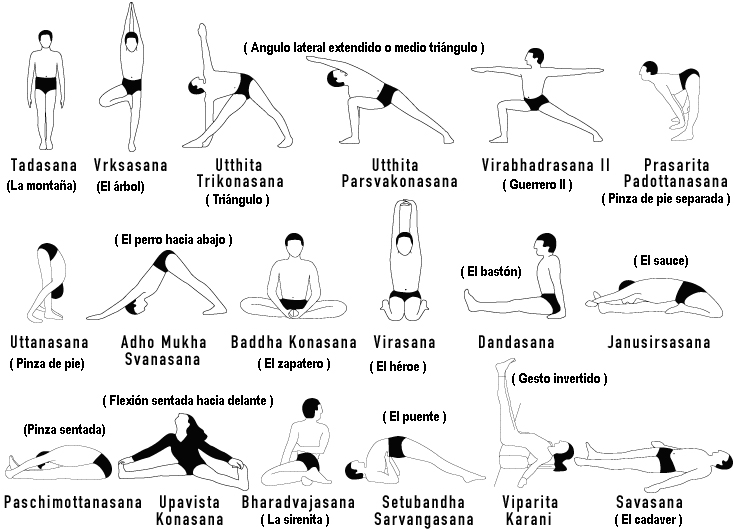 ( Angulo lateral extendido o medio triángulo )
Tadasana
(La montaña)
Vrksasana
(El árbol)
Utthita
Trikonasana
( Triángulo )
Utthita
Parsvakonasana
Virabhadrasana II
( Guerrero II )
Prasarita
Padottanasana
( Pinza de pie separada )
( El perro hacia abajo )
( El bastón)
( El sauce)
Uttanasana
( Pinza de pie)
Adho Mukha
Svanasana
Baddha Konasana
( El zapatero )
Virasana
( El héroe )
Dandasana
Janusirsasana
(Pinza sentada)
( Flexión sentada hacia delante )
( El puente )
( Gesto invertido )
Paschimottanasana
Upavista
Konasana
Bharadvajasana
( La sirenita )
Setubandha
Sarvangasana
Viparita
Karani
Savasana
( El cadaver )